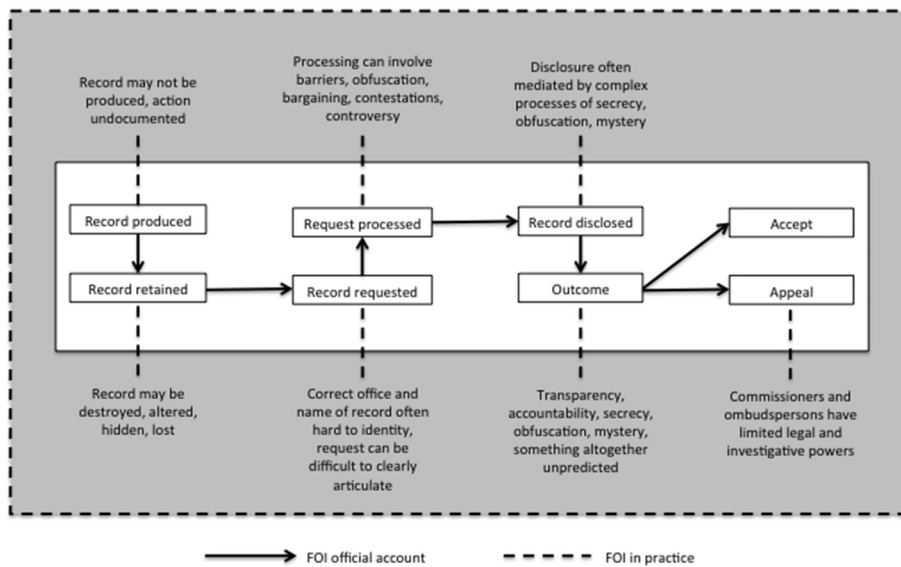 Record may not be
produced, action
undocumented
Processing can involve
barriers, obfuscation,
bargaining, contestations,
controversy
Disclosure often
mediated by complex
processes of secrecy,
obfuscation, mystery
Record produced
Request processed
Record disclosed
Accept
Record retained
Record requested
Outcome
Appeal
Record may be
destroyed, altered,
hidden, lost
Correct office and
name of record often
hard to identity,
request can be
difficult to clearly
articulate
Transparency,
accountability, secrecy,
obfuscation, mystery,
something altogether
unpredicted
Commissioners and
ombudspersons have
limited legal and
investigative powers
FOI official account
FOI in practice